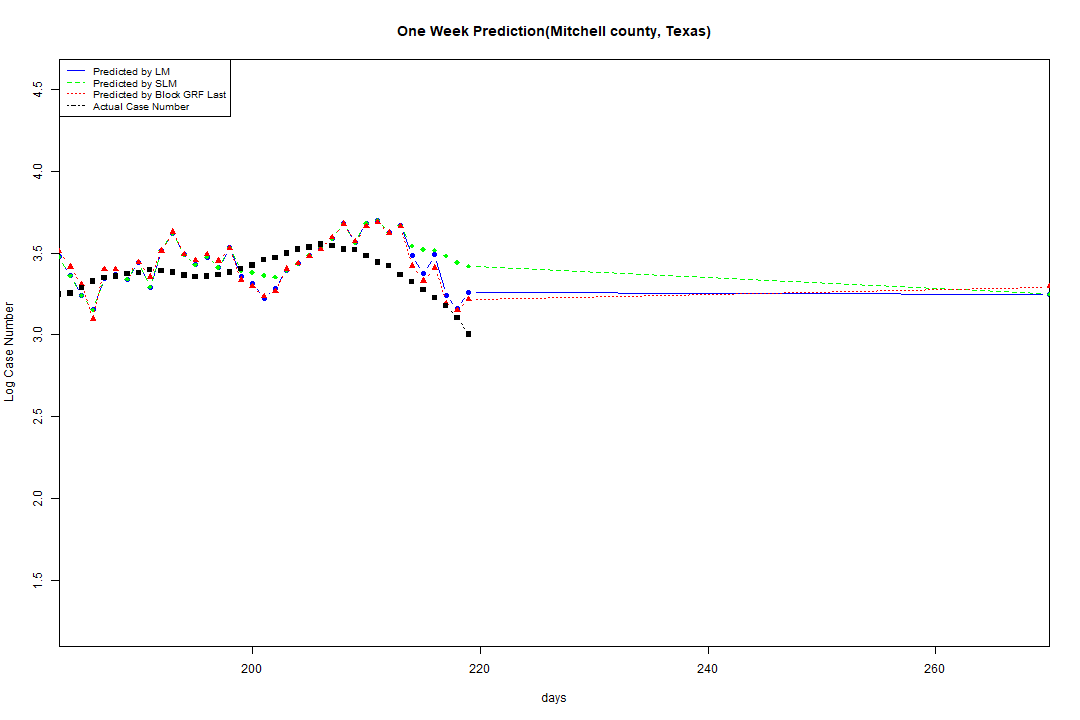 One Week Prediction(Mitchell county, Texas)
Predicted by LM
Predicted by SLM
Predicted by Block GRF Last
Actual Case Number
4.5
4.0
3.5
3.0
2.5
2.0
1.5
Log Case Number
200
220
240
260
days